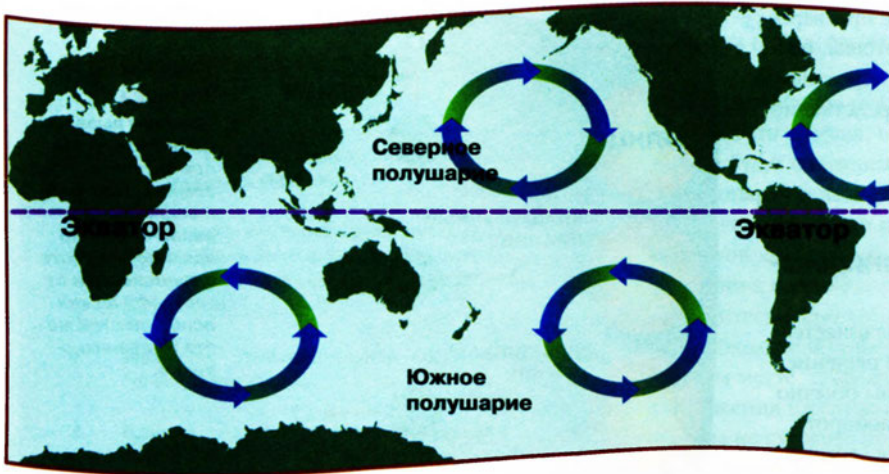 Северное
полушарие
Экватор
Экватор
Южное
полушарие